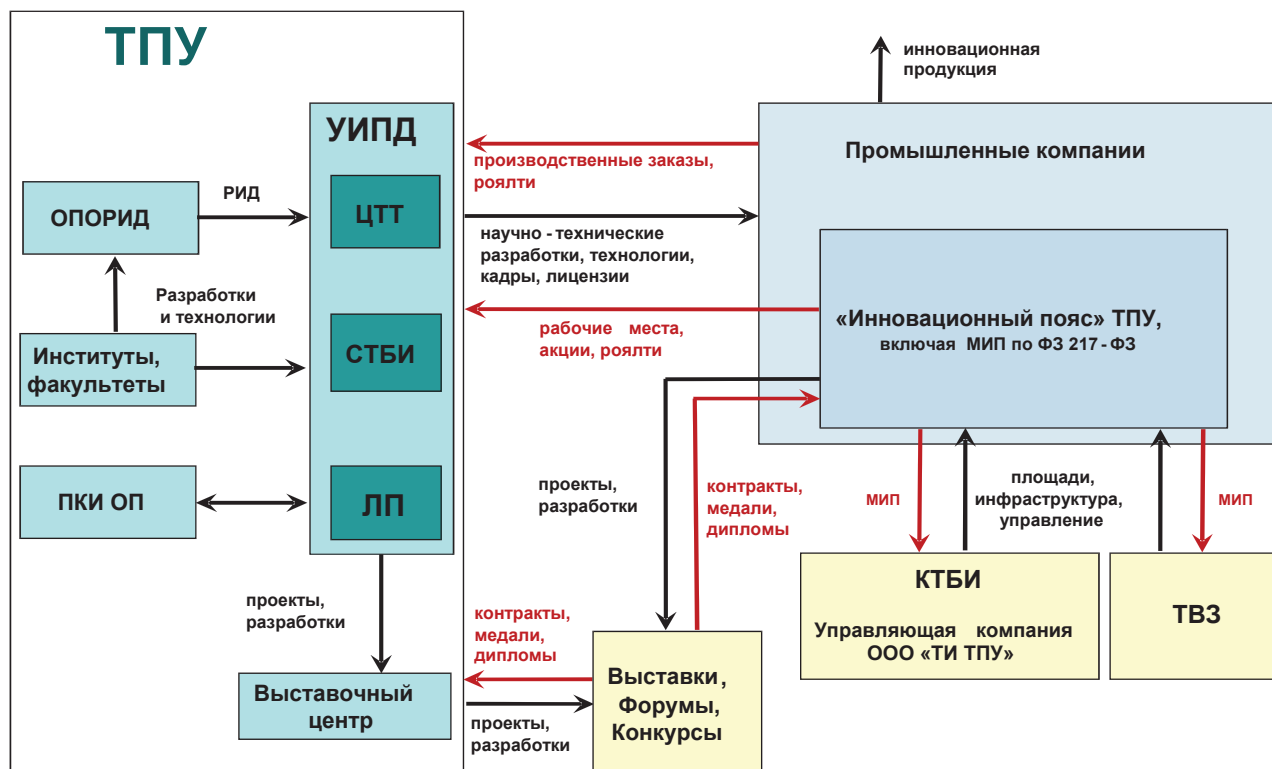 ТПУ
УИПД
ЦТТ
СТБИ
ЛП
ОПОРИД
РИД
Разработки
и технологии
Институты,
факультеты
ПКИ ОП
проекты,
разработки
Выставочный
центр
инновационная
продукция
Промышленные компании
производственные заказы,
роялти
научно - технические
разработки, технологии,
кадры, лицензии
«Инновационный пояс» ТПУ,
включая МИП по ФЗ 217 - ФЗ
рабочие места,
акции, роялти
проекты,
разработки
контракты,
медали,
дипломы
МИП
площади,
инфраструктура,
управление
МИП
КТБИ
Управляющая компания
ООО «ТИ ТПУ»
ТВЗ
контракты,
медали,
дипломы
проекты,
разработки
Выставки,
Форумы,
Конкурсы